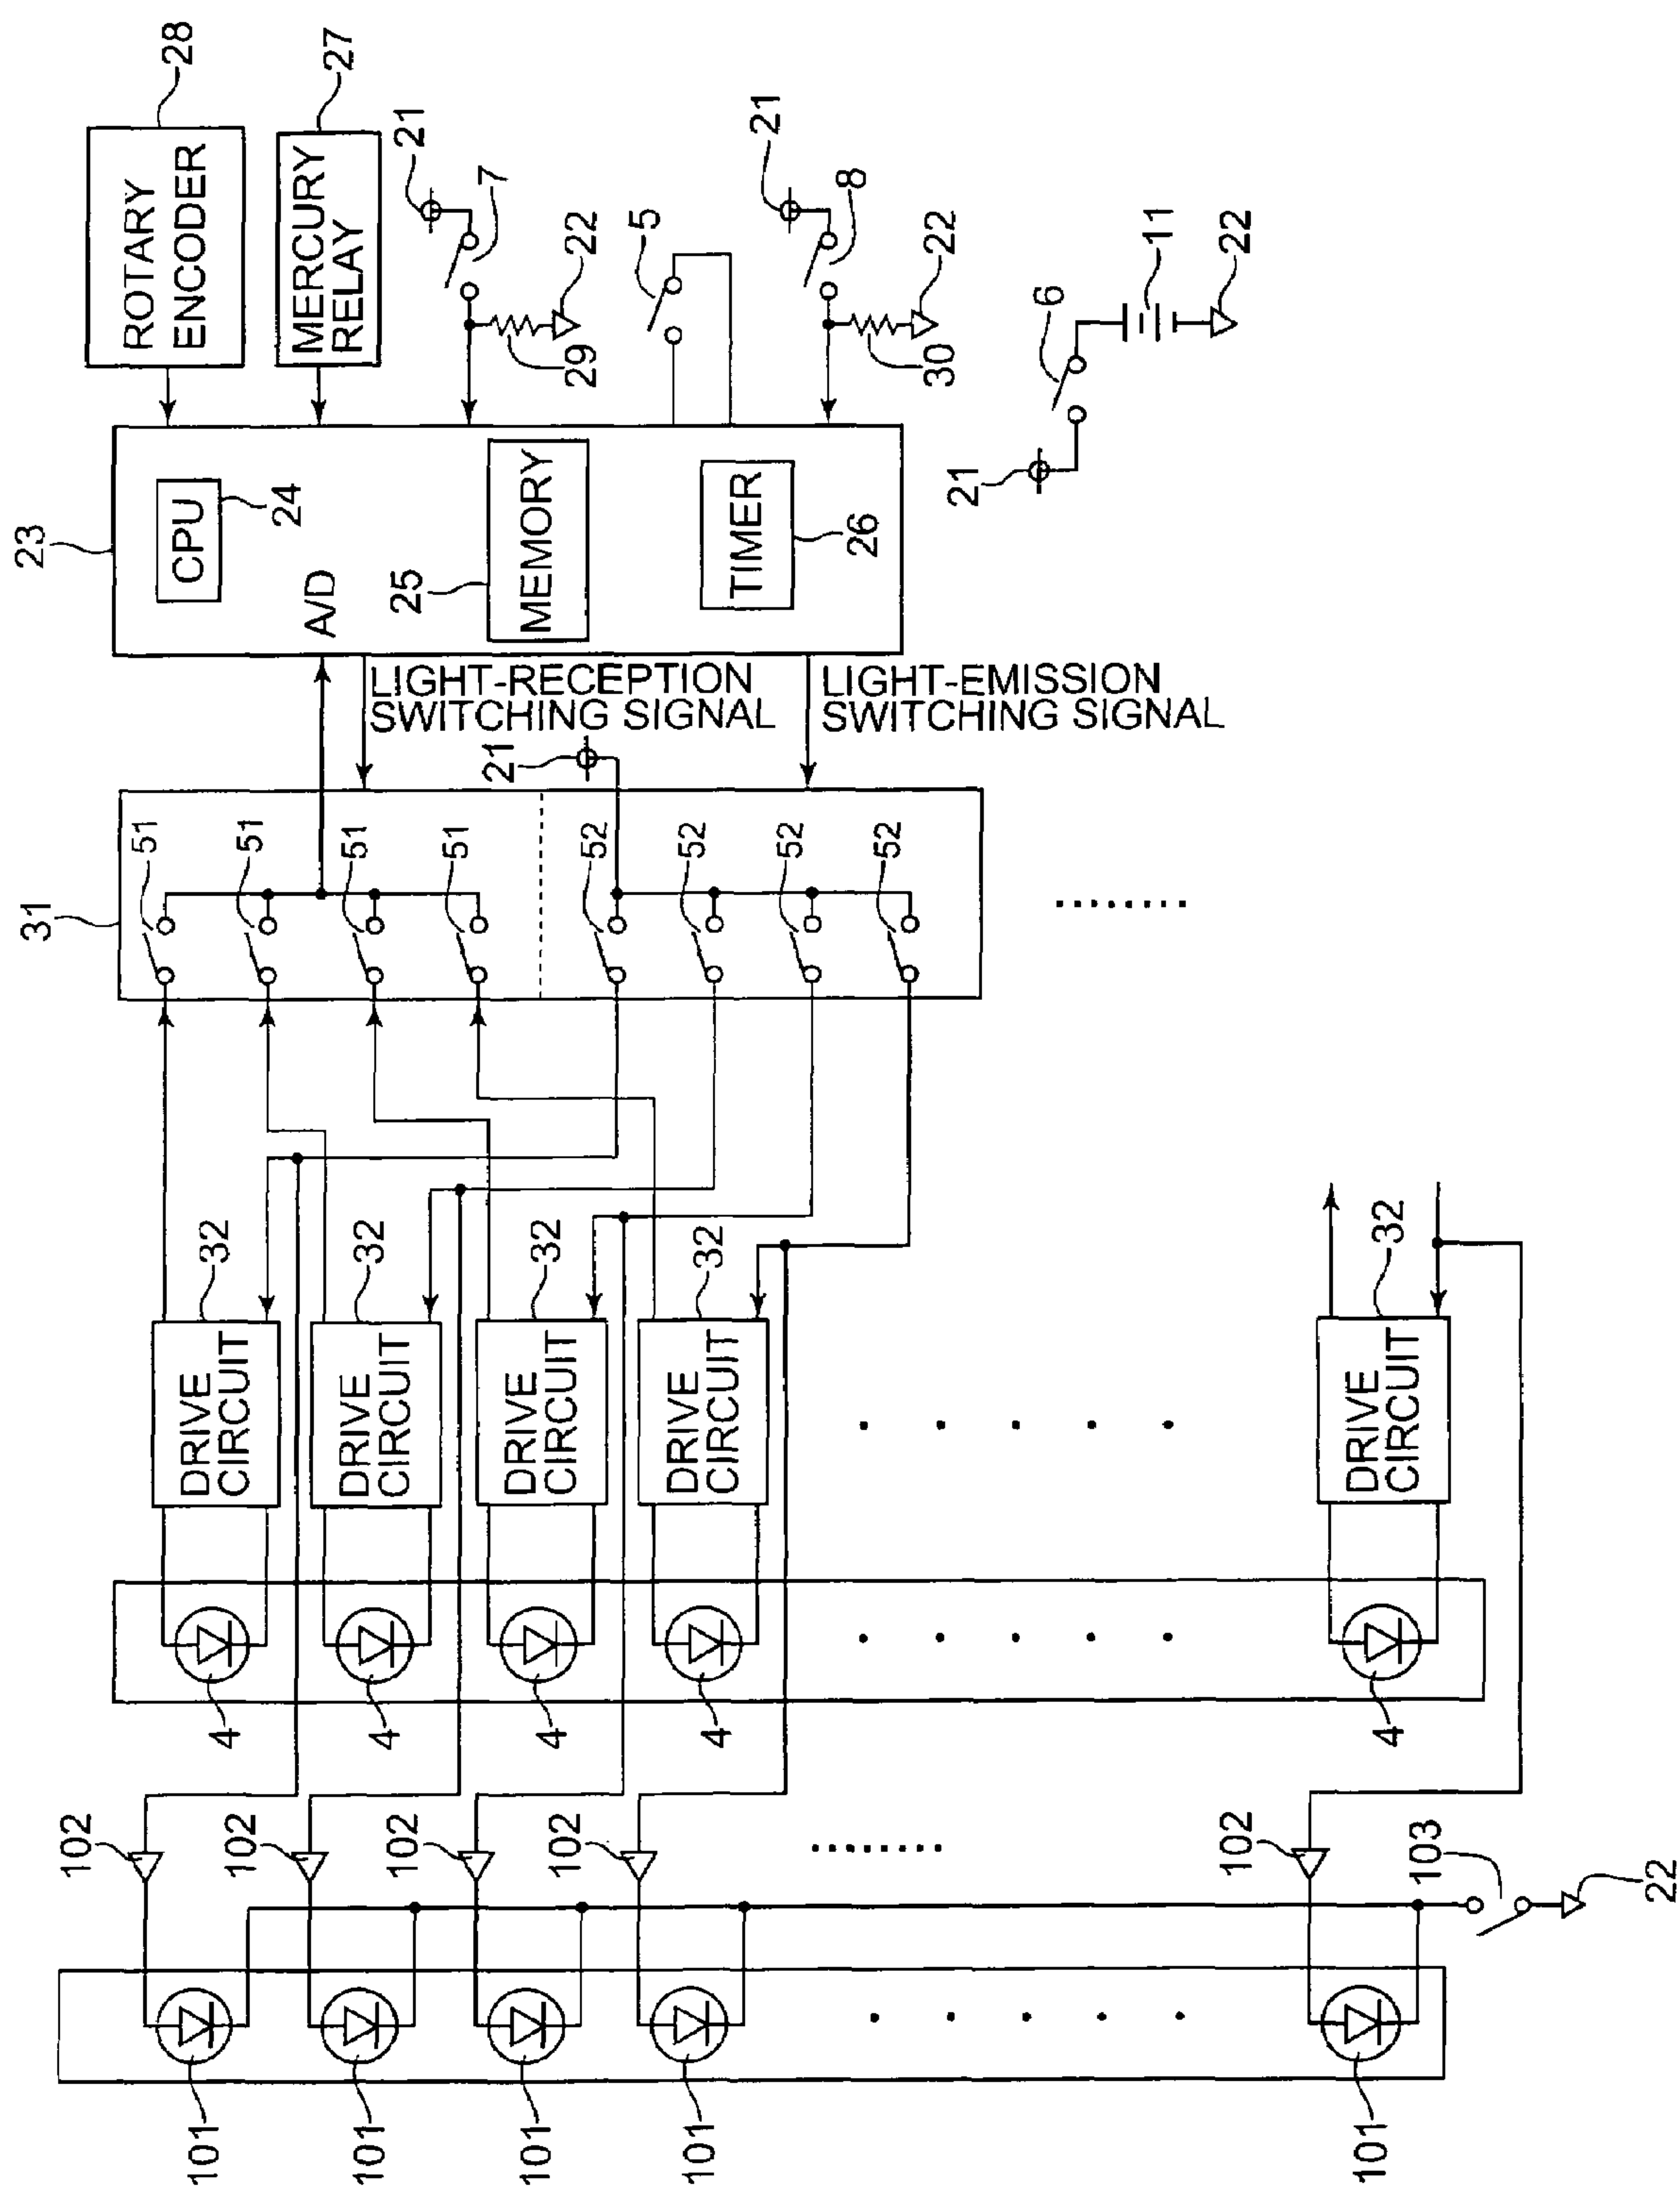 28
ROTARY
ENCODER
27
MERCURY
RELAY
21
7
22
29
5
21
8
22
30
6
11
22
21
23
CPU
24
A/D
25
MEMORY
TIMER
26
LIGHT-RECEPTION
SWITCHING SIGNAL
LIGHT-EMISSION
SWITCHING SIGNAL
21
31
51
51
51
51
52
52
52
52
32
32
32
32
32
DRIVE
CIRCUIT
DRIVE
CIRCUIT
DRIVE
CIRCUIT
DRIVE
CIRCUIT
DRIVE
CIRCUIT
4
4
4
4
4
102
102
102
102
102
103
22
101
101
101
101
101